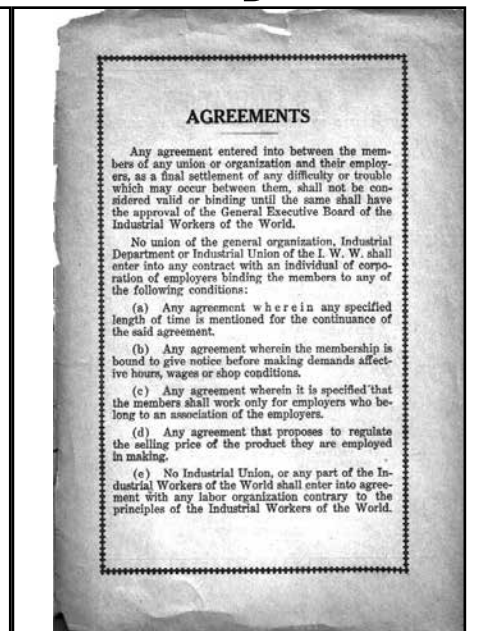 AGREEMENTS
Any agreement entered into between the mem-
bers of any union or organization and their employ-
ers, as a final settlement of any difficulty or trouble
which may occur between them, shall not be con-
sidered valid or binding until the same shall have
the approval of the General Executive Board of the
Industrial Workers of the World.
No union of the general organization, Industrial
Department or Industrial Union of the I. W. W. shall
enter into any contract with an individual of corpo-
ration of employers binding the members to any of
the following conditions:
(a) Any agreement wherein any specified
length of time is mentioned for the continuance of
the said agreement.
(b) Any agreement wherein the membership is
bound to give notice before making demands affect-
ive hours, wages or shop conditions.
(c) Any agreement wherein it is specified that
the members shall work only for employers who be-
long to an association of the employers.
(d) Any agreement that proposes to regulate
the selling price of the product they are employed
in making.
(e) No Industrial Union, or any part of the In-
dustrial Workers of the World shall enter into agree-
ment with any labor organization contrary to the
principles of the Industrial Workers of the World.